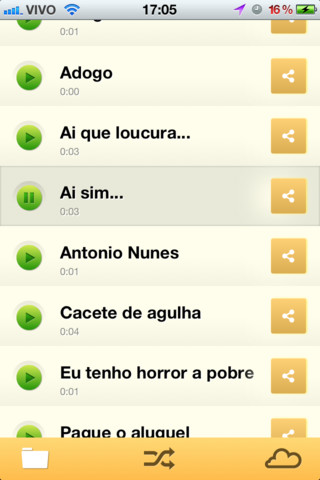 VIVO 17:05 16%
0:01
Adogo
0:00
Ai que loucura...
0:03
Ai sim...
0:03
Antonio Nunes
0:01
Cacete de agulha
0:04
Eu tenho horror a pobre
0:01
Pague o aluguel